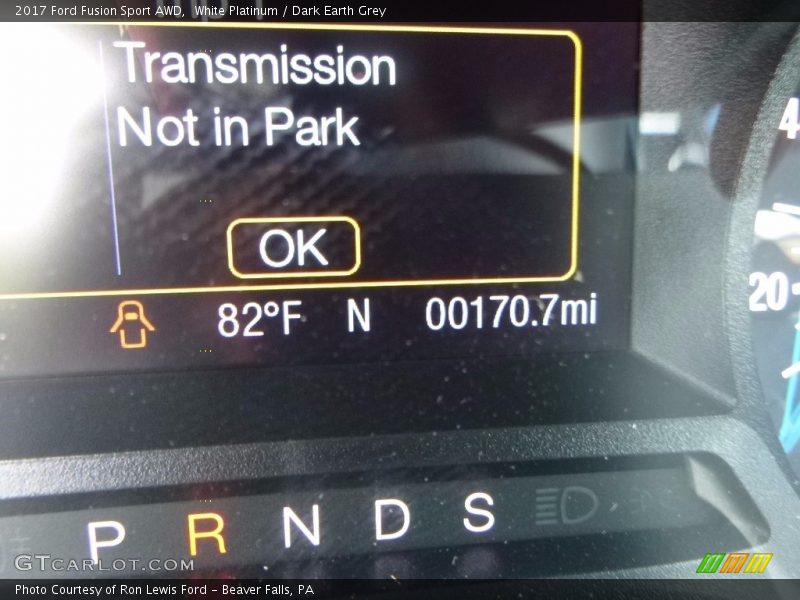 2017 Ford Fusion Sport AWD, White Platinum / Dark Earth Grey
Transmission
Not in Park
OK
82°F N 00170.7mi
20
P R N D S
GTCARLOT.COM
Photo Courtesy of Ron Lewis Ford – Beaver Falls, PA